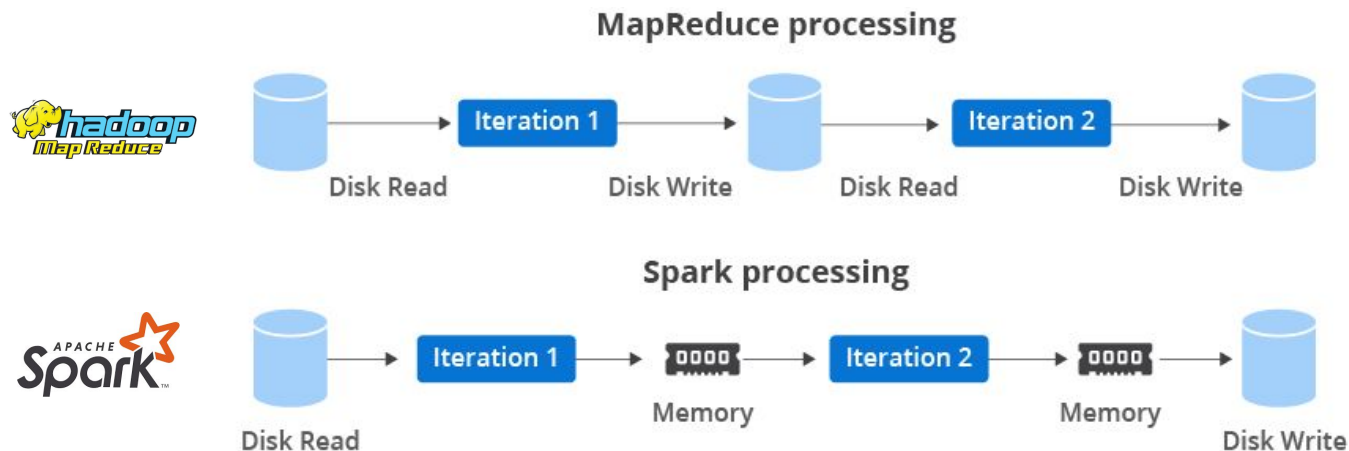 MapReduce processing
hadoop
Map Reduce
Iteration 1
Iteration 2
Disk Read
Disk Write
Disk Read
Disk Write
Spark processing
APACHE
Spark™
Iteration 1
Iteration 2
Memory
Memory
Disk Read
Disk Write